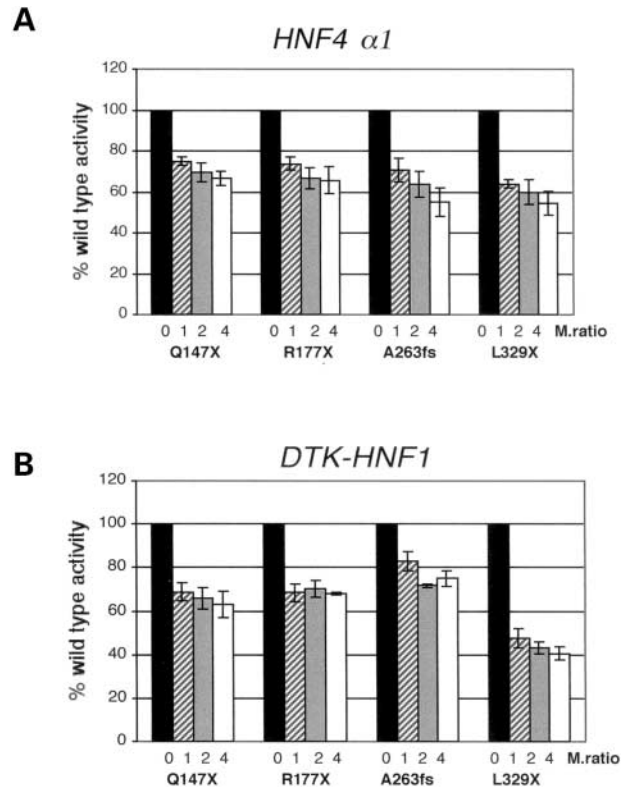 A
HNF4 α1
120
100
80
60
40
20
0
% wild type activity
0 1 2 4 0 1 2 4 0 1 2 4 0 1 2 4 M.ratio
Q147X R177X A263fs L329X
B
DTK-HNF1
120
100
80
60
40
20
0
% wild type activity
0 1 2 4 0 1 2 4 0 1 2 4 0 1 2 4 M.ratio
Q147X R177X A263fs L329X